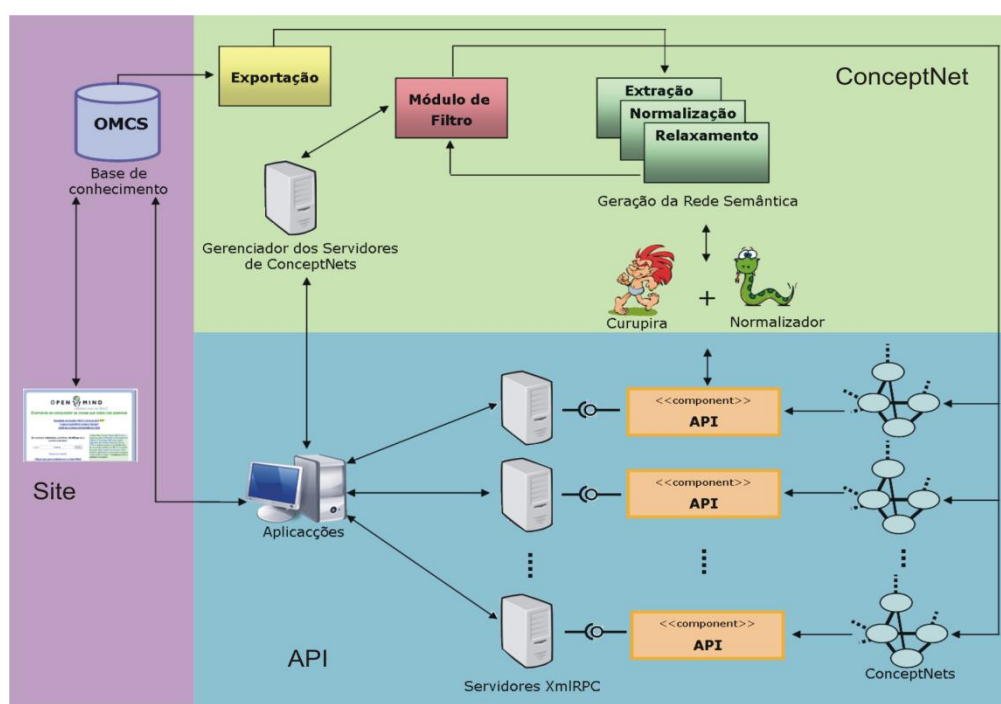 ConceptNet
Exportação
Módulo de
Filtro
Extração
Normalização
Relaxamento
OMCS
Base de
conhecimento
Geração da Rede Semântica
Gerenciador dos Servidores
de ConceptNets
+
Curupira
Normalizador
OPEN MIND
Site
Aplicacções
<<component>>
API
<<component>>
API
<<component>>
API
API
Servidores XmlRPC
ConceptNets